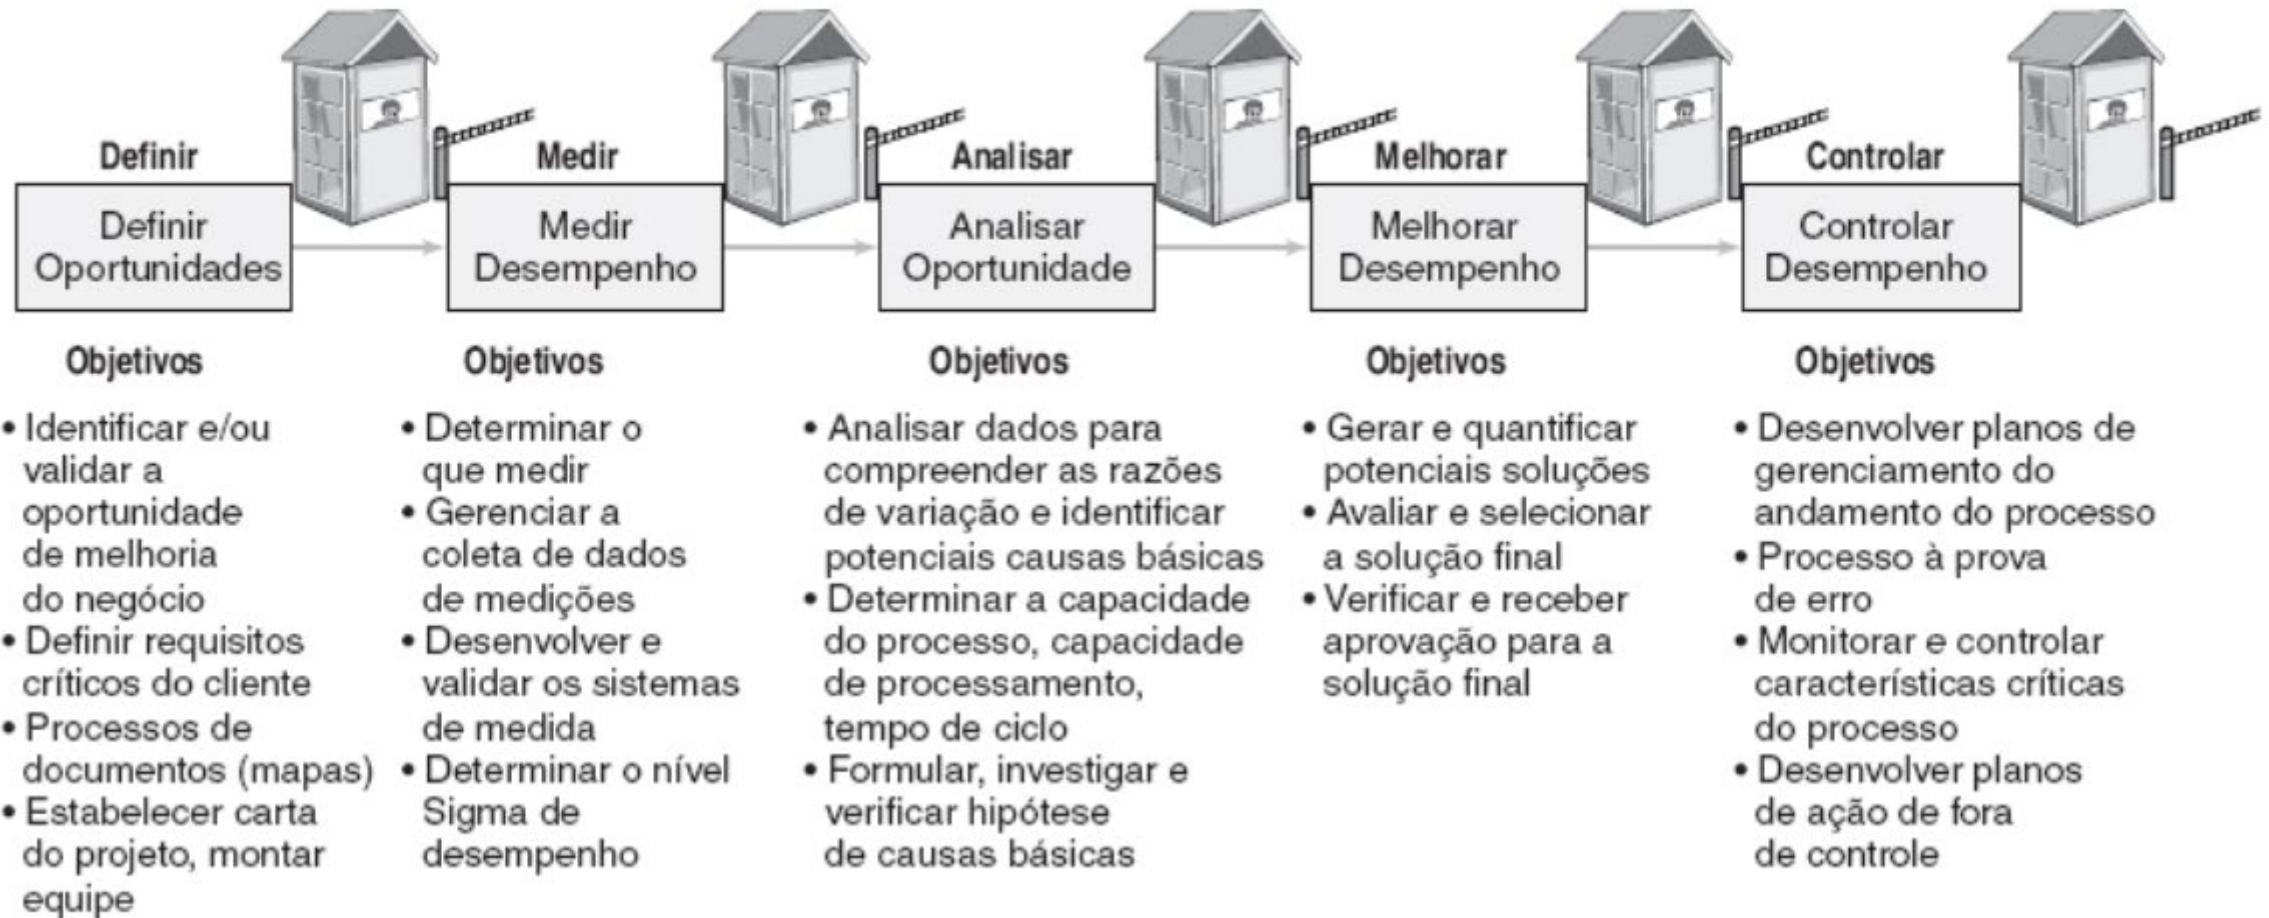 Definir
Medir
Analisar
Melhorar
Controlar
Definir
Oportunidades
Medir
Desempenho
Analisar
Oportunidade
Melhorar
Desempenho
Controlar
Desempenho
Objetivos
• Identificar e/ou
validar a
oportunidade
de melhoria
do negócio
• Definir requisitos
críticos do cliente
• Processos de
documentos (mapas)
• Estabelecer carta
do projeto, montar
equipe
Objetivos
• Determinar o
que medir
• Gerenciar a
coleta de dados
de medições
• Desenvolver e
validar os sistemas
de medida
• Determinar o nível
Sigma de
desempenho
Objetivos
• Analisar dados para
compreender as razões
de variação e identificar
potenciais causas básicas
• Determinar a capacidade
do processo, capacidade
de processamento,
tempo de ciclo
• Formular, investigar e
verificar hipótese
de causas básicas
Objetivos
• Gerar e quantificar
potenciais soluções
• Avaliar e selecionar
a solução final
• Verificar e receber
aprovação para a
solução final
Objetivos
• Desenvolver planos de
gerenciamento do
andamento do processo
• Processo à prova
de erro
• Monitorar e controlar
características críticas
do processo
• Desenvolver planos
de ação de fora
de controle